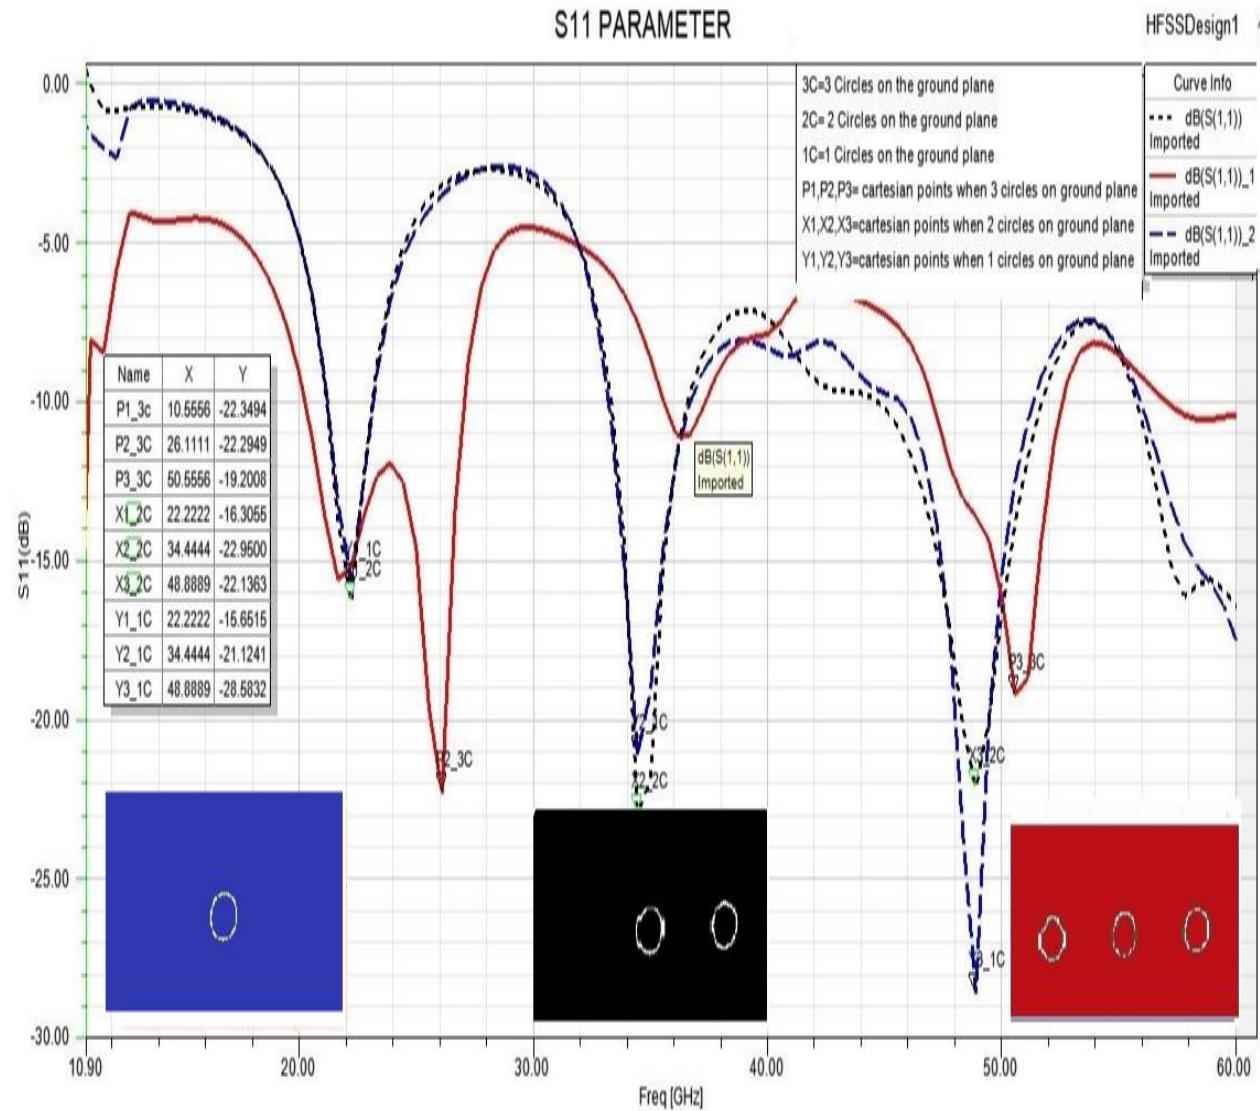 S11 PARAMETER
HFSSDesign1
3C=3 Circles on the ground plane
2C= 2 Circles on the ground plane
1C=1 Circles on the ground plane
P1,P2,P3= cartesian points when 3 circles on ground plane
X1,X2,X3=cartesian points when 2 circles on ground plane
Y1,Y2,Y3=cartesian points when 1 circles on ground plane
Curve Info
dB(S(1,1))
Imported
dB(S(1,1))_1
Imported
dB(S(1,1))_2
Imported
Name X Y
P1_3c 10.5556 -22.3494
P2_3C 26.1111 -22.2949
P3_3C 50.5556 -19.2008
X1_2C 22.2222 -16.3055
X2_2C 34.4444 -22.9500
X3_2C 48.8889 -22.1363
Y1_1C 22.2222 -15.6515
Y2_1C 34.4444 -21.1241
Y3_1C 48.8889 -28.5832
0.00
-5.00
-10.00
-15.00
-20.00
-25.00
-30.00
S11(dB)
_1C
_2C
dB(S(1,1))
Imported
P3_3C
Y2_1C
P2_3C
X2_2C
X3_2C
Y3_1C
10.90 20.00 30.00 40.00 50.00 60.00
Freq [GHz]